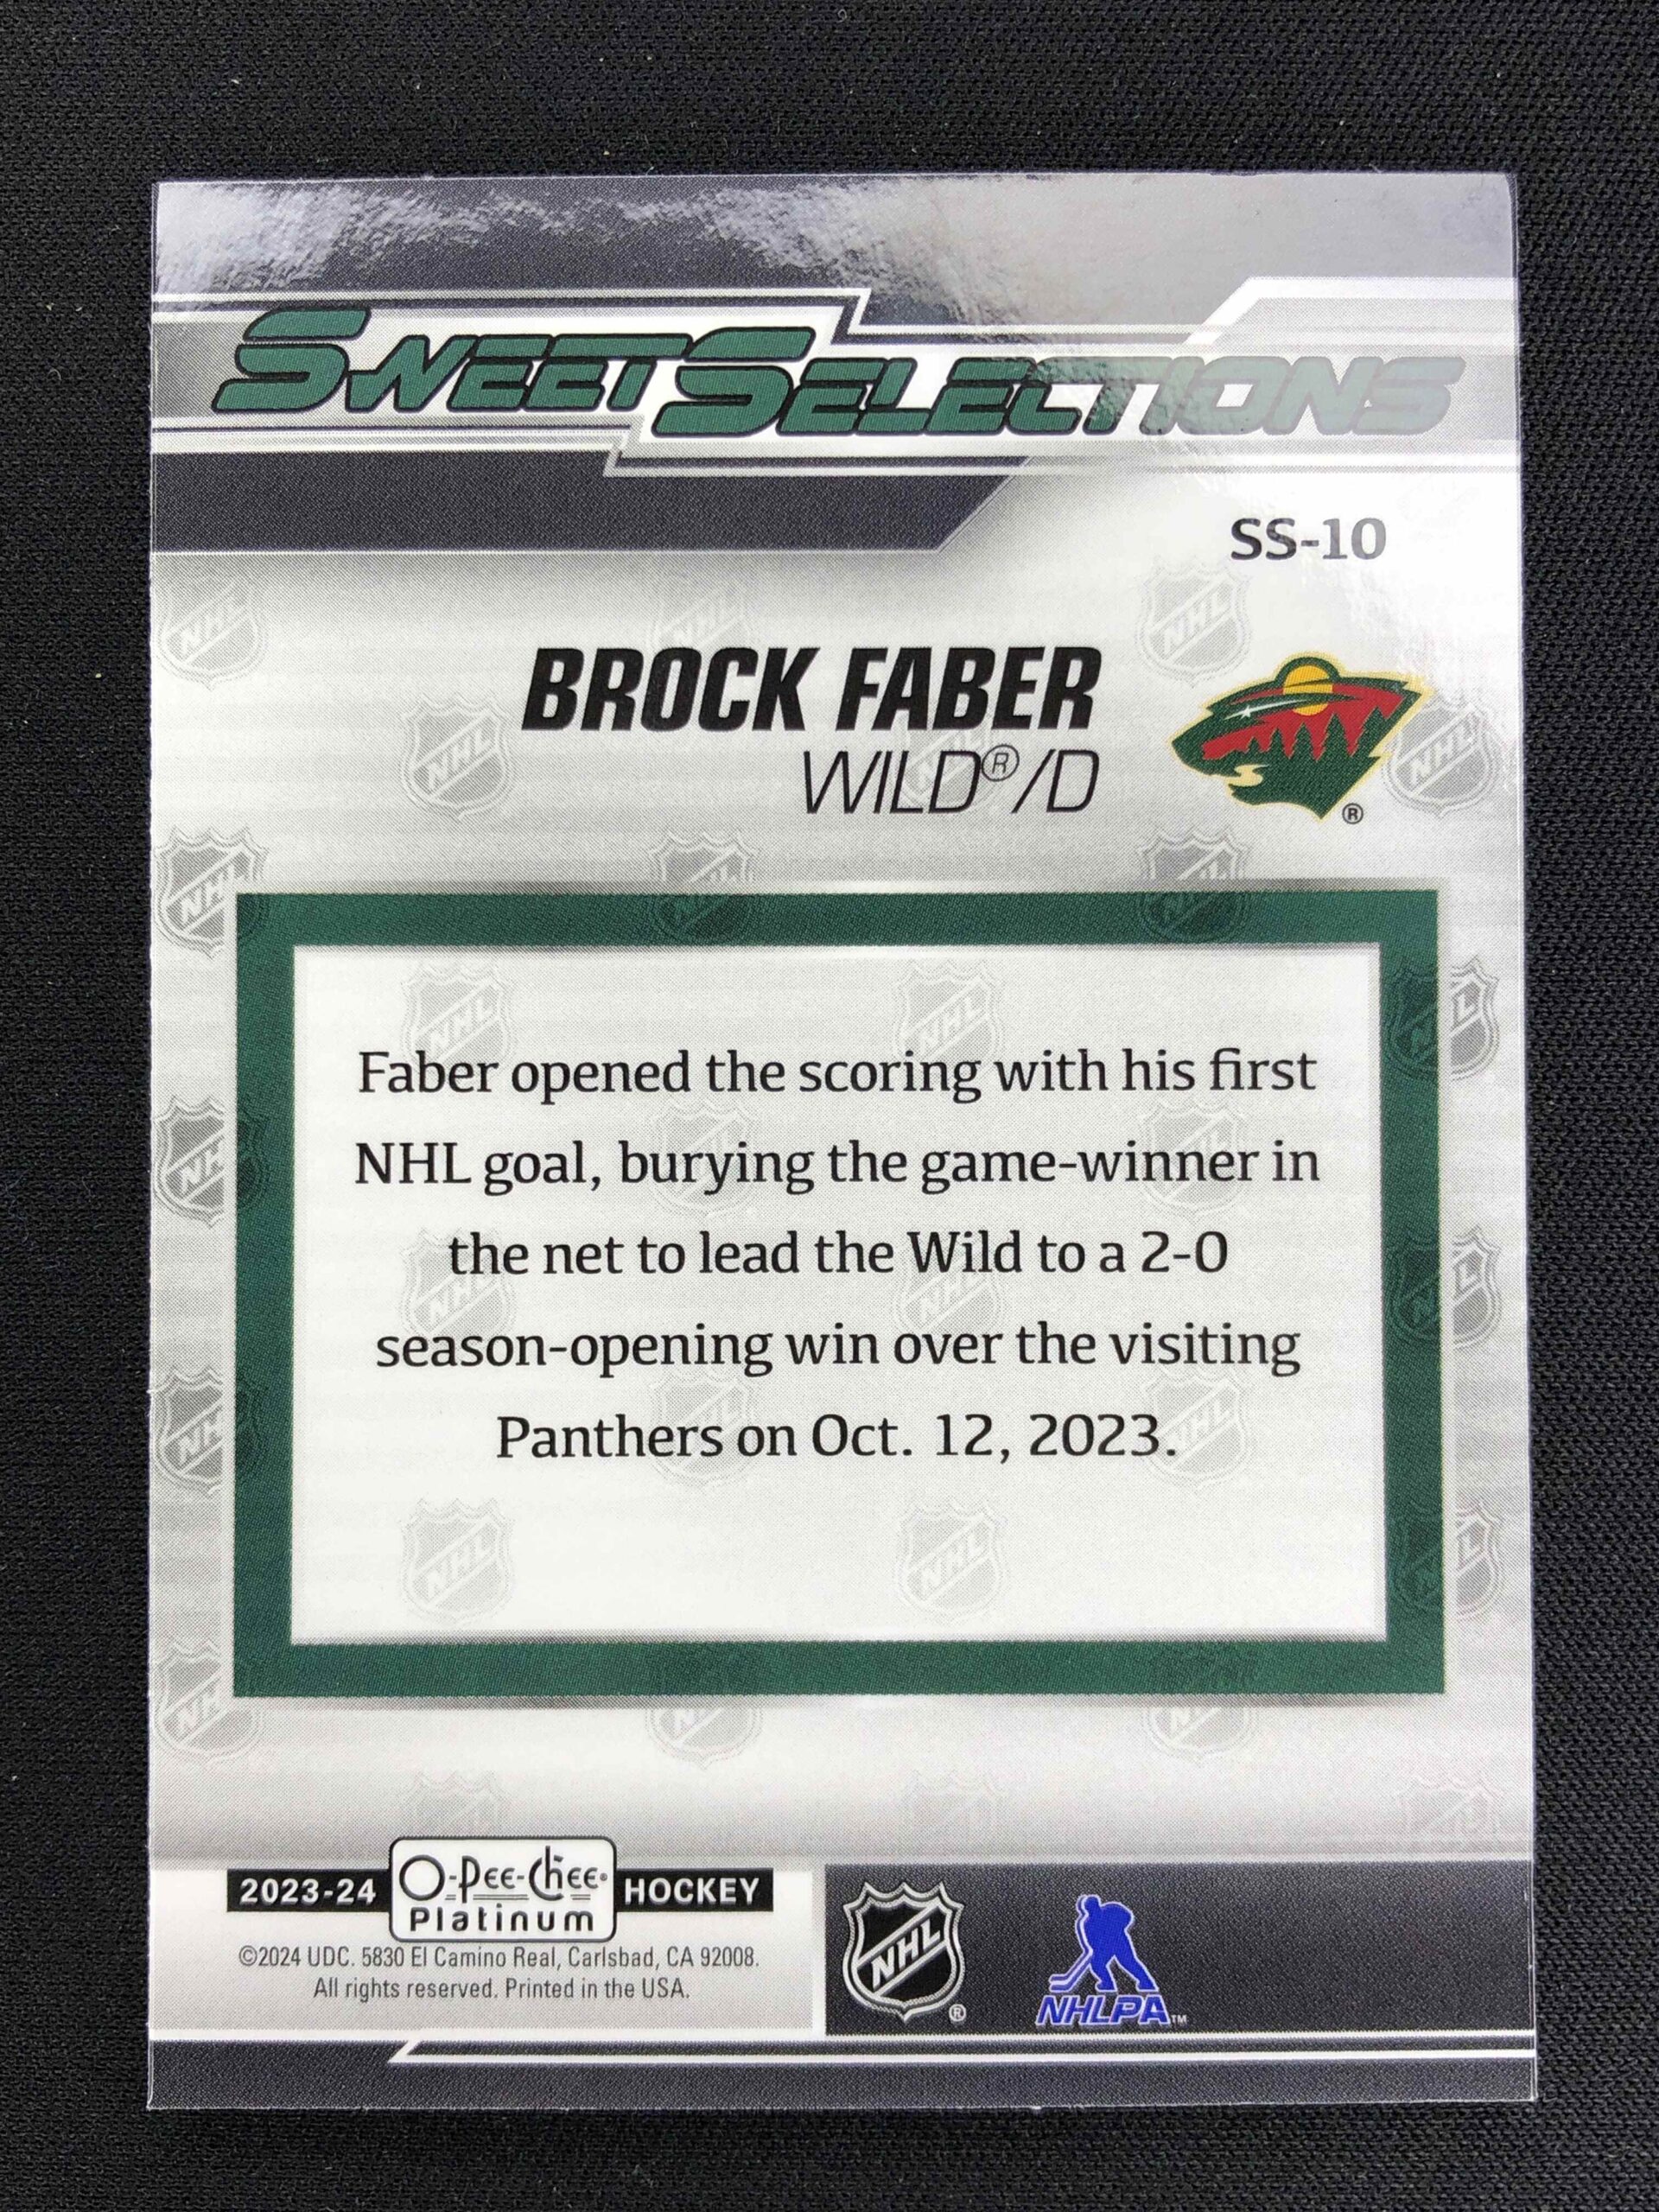 SWEET SELECTIONS
SS-10
BROCK FABER
WILD®/D
®
Faber opened the scoring with his first
NHL goal, burying the game-winner in
the net to lead the Wild to a 2-0
season-opening win over the visiting
Panthers on Oct. 12, 2023.
2023-24 O-Pee-Chee® Platinum HOCKEY
©2024 UDC. 5830 El Camino Real, Carlsbad, CA 92008.
All rights reserved. Printed in the USA.
NHL ®
NHLPA™